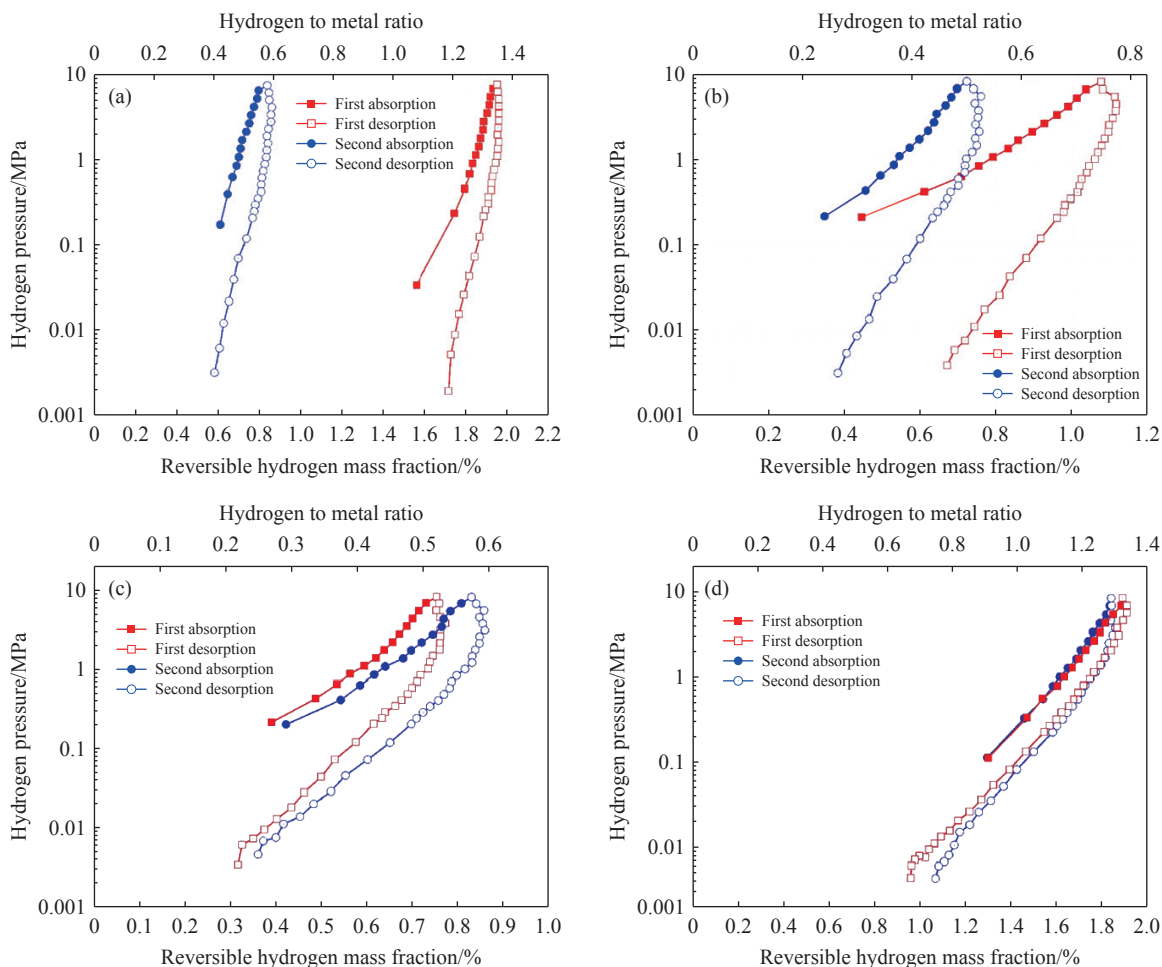 Hydrogen to metal ratio
0 0.2 0.4 0.6 0.8 1.0 1.2 1.4
(a)
First absorption
First desorption
Second absorption
Second desorption
10
1
0.1
0.01
0.001
Hydrogen pressure/MPa
0 0.2 0.4 0.6 0.8 1.0 1.2 1.4 1.6 1.8 2.0 2.2
Reversible hydrogen mass fraction/%
Hydrogen to metal ratio
0 0.2 0.4 0.6 0.8
(b)
First absorption
First desorption
Second absorption
Second desorption
10
1
0.1
0.01
0.001
Hydrogen pressure/MPa
0 0.2 0.4 0.6 0.8 1.0 1.2
Reversible hydrogen mass fraction/%
Hydrogen to metal ratio
0 0.1 0.2 0.3 0.4 0.5 0.6
(c)
First absorption
First desorption
Second absorption
Second desorption
10
1
0.1
0.01
0.001
Hydrogen pressure/MPa
0 0.1 0.2 0.3 0.4 0.5 0.6 0.7 0.8 0.9 1.0
Reversible hydrogen mass fraction/%
Hydrogen to metal ratio
0 0.2 0.4 0.6 0.8 1.0 1.2 1.4
(d)
First absorption
First desorption
Second absorption
Second desorption
10
1
0.1
0.01
0.001
Hydrogen pressure/MPa
0 0.2 0.4 0.6 0.8 1.0 1.2 1.4 1.6 1.8 2.0
Reversible hydrogen mass fraction/%